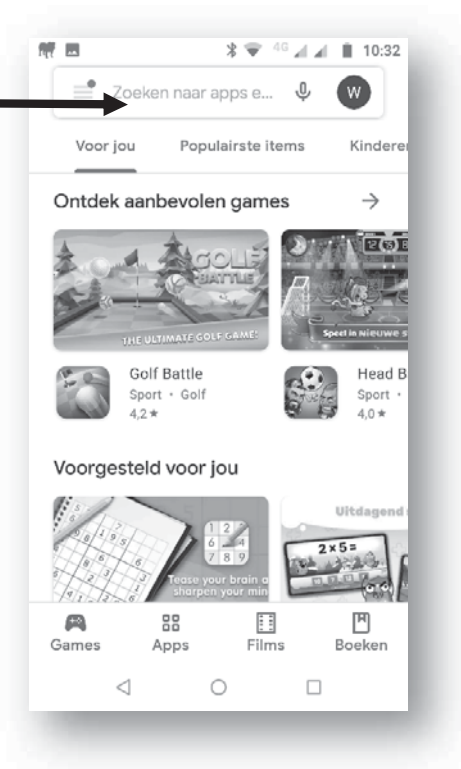 4G 10:32
Zoeken naar apps e... W
Voor jou Populairste items Kinderen
Ontdek aanbevolen games
GOLF
BATTLE
THE ULTIMATE GOLF GAME!
Speel in NIEUWE s
Golf Battle
Sport • Golf
4,2 ★
Head B
Sport •
4,0 ★
Voorgesteld voor jou
Tease your brain a
sharpen your min
Uitdagend
2×5=
Games Apps Films Boeken